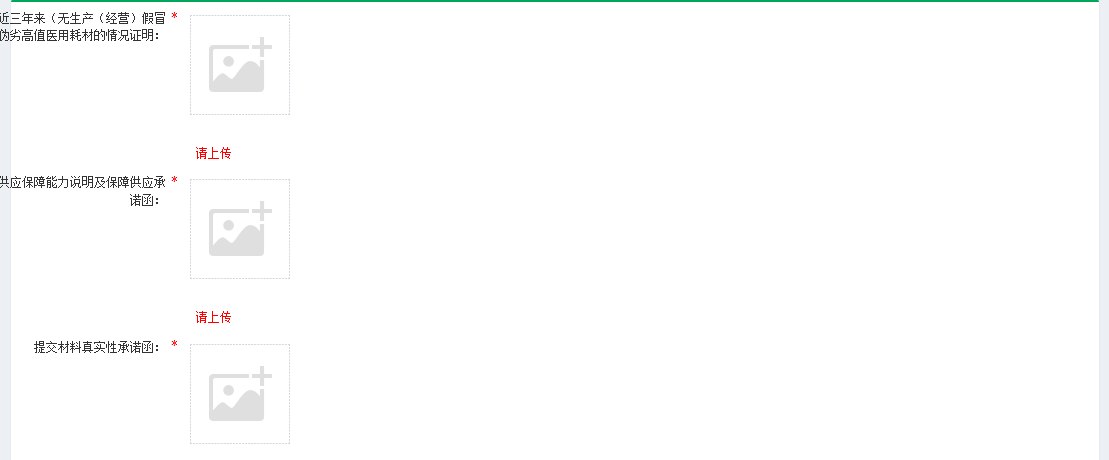 近三年来（无生产（经营）假冒 *
伪劣高值医用耗材的情况证明：
请上传
供应保障能力说明及保障供应承 *
诺函：
请上传
提交材料真实性承诺函： *